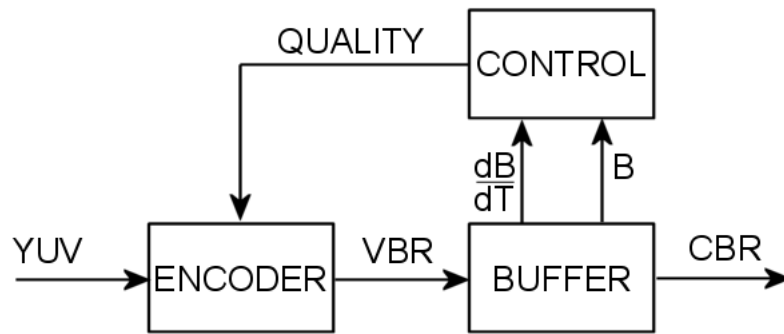 QUALITY
CONTROL
dB
dT
B
YUV
ENCODER
VBR
BUFFER
CBR